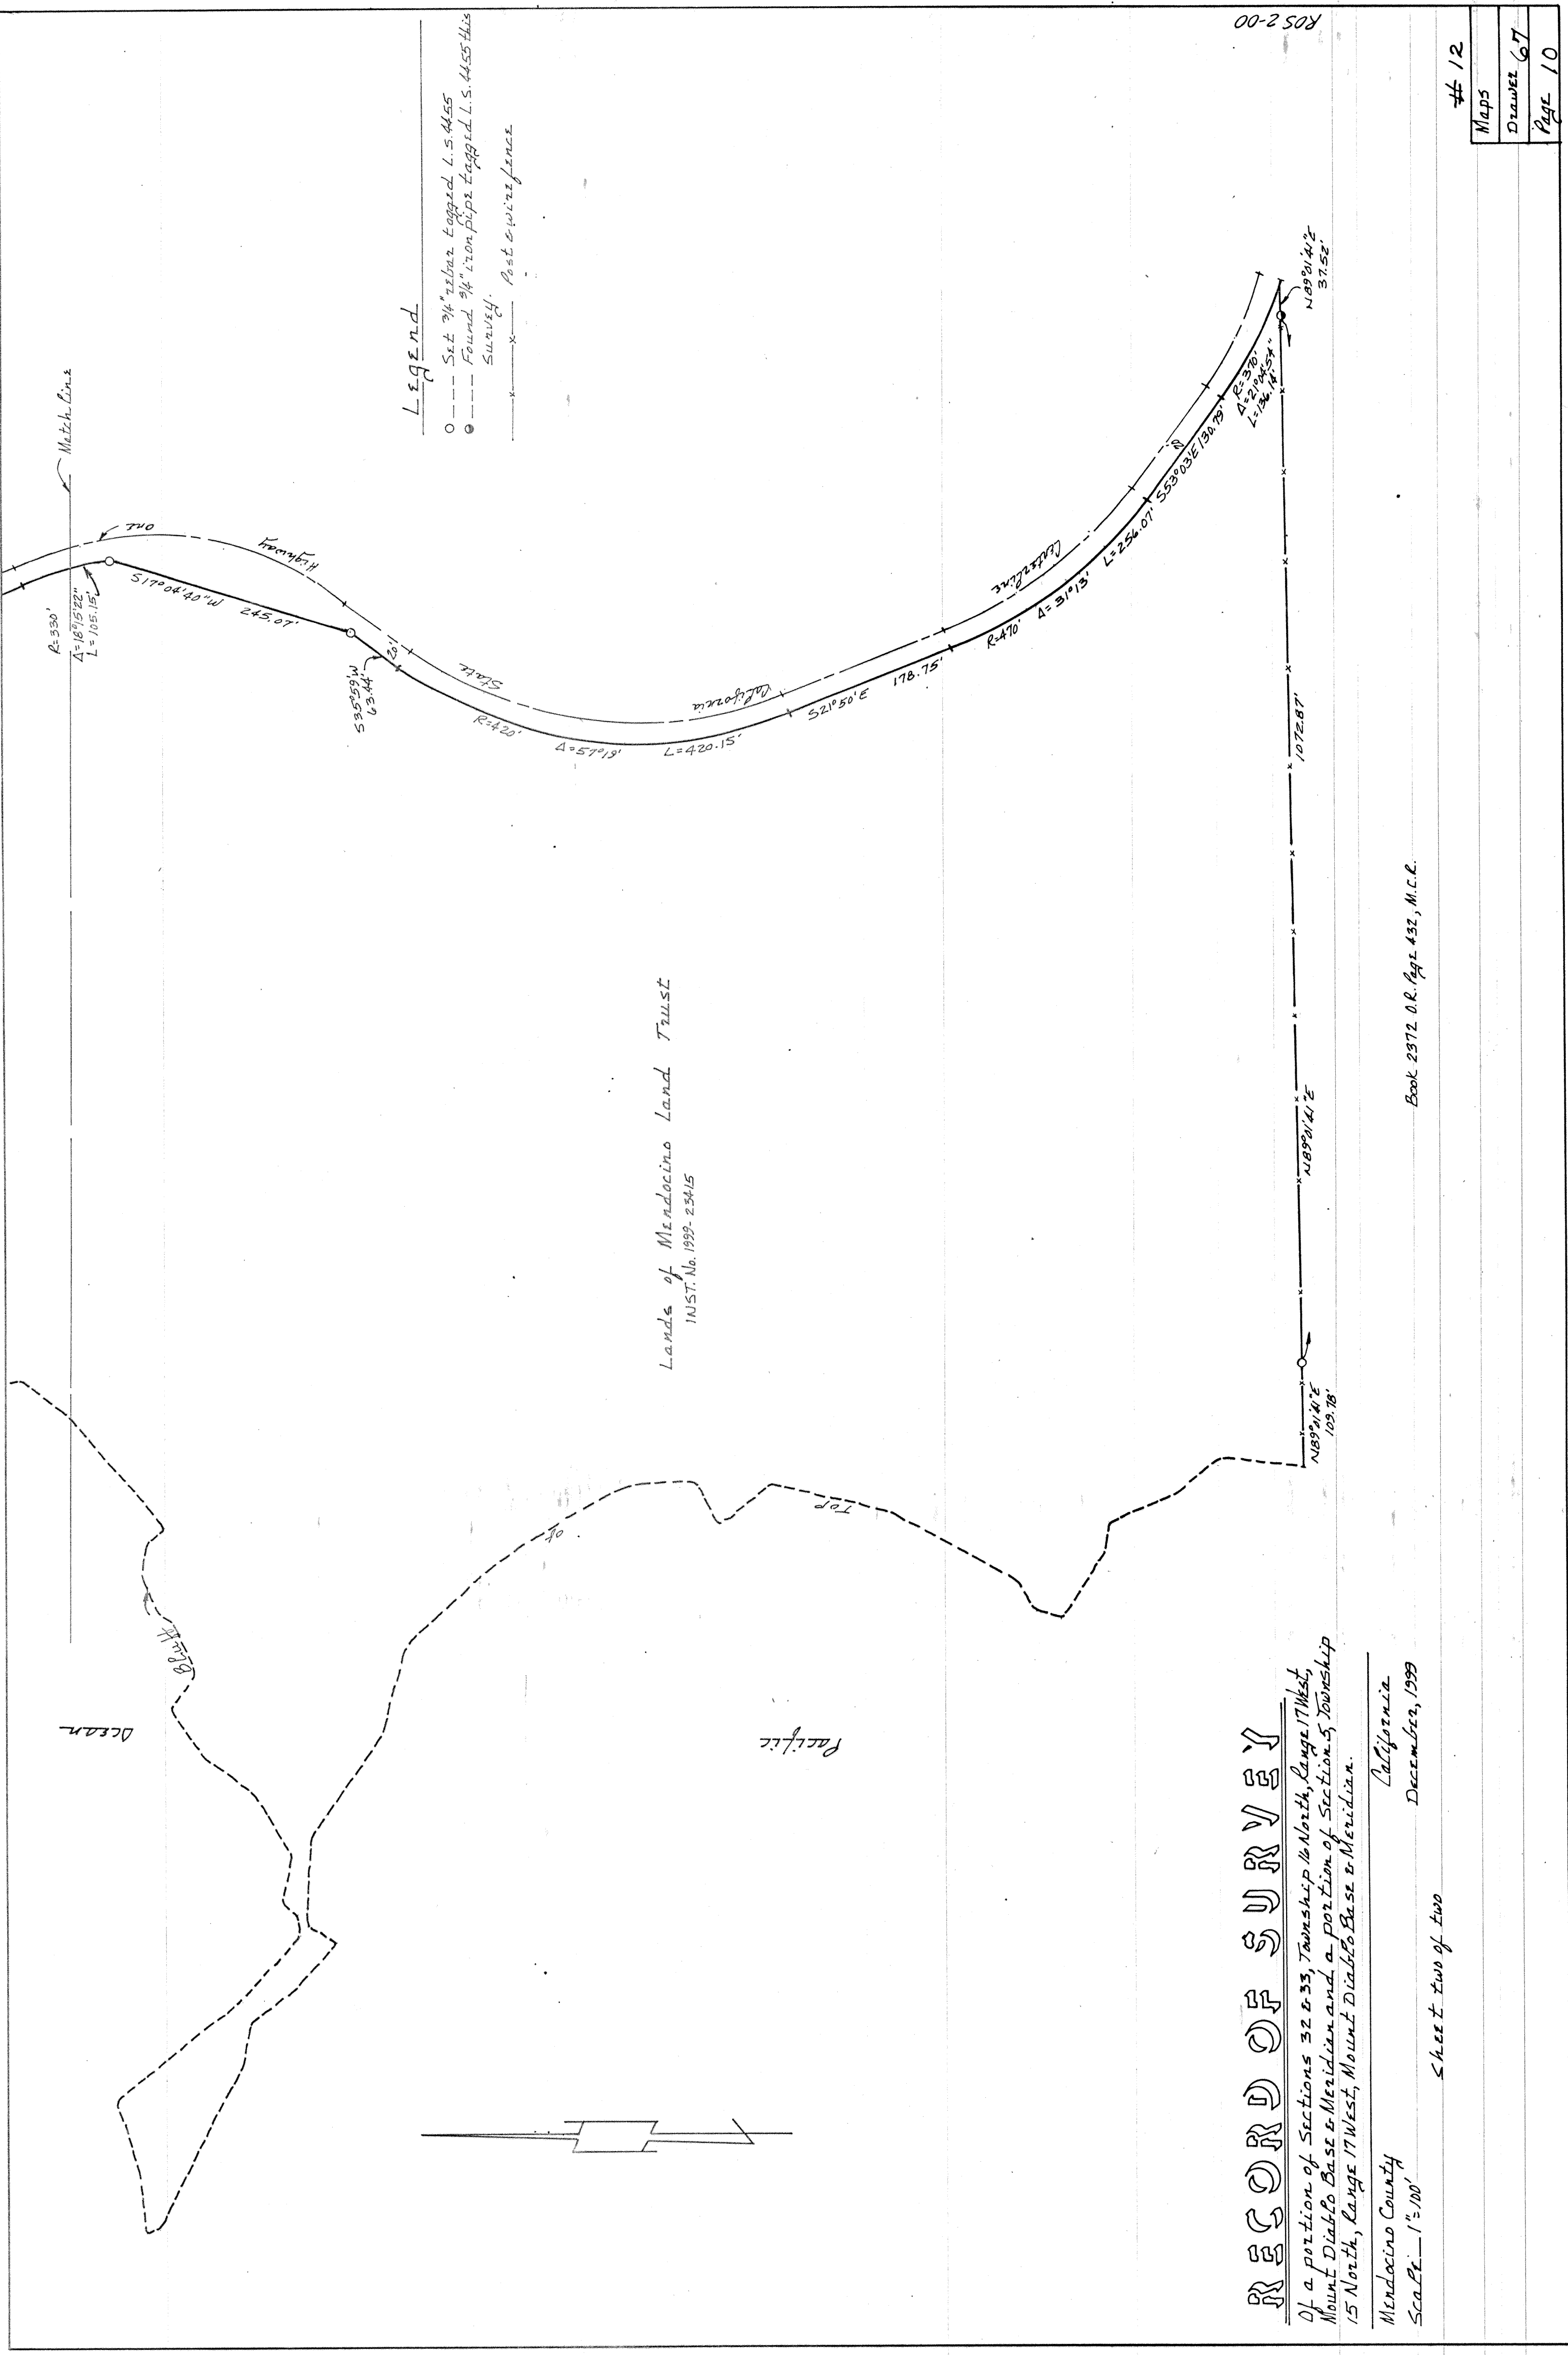 ROS 2-00
# 12
Maps
Drawer 67
Page 10
Legend
Set 3/4" rebar tagged L.S. 4455
Found 3/4" iron pipe tagged L.S. 4455 this
survey.
Post & wire fence
Match line
R=330'
Δ=18°15'22"
L=105.15'
S17°04'40"W 245.07'
S35°59'W
63.44'
20'
R=420' Δ=57°19' L=420.15'
S21°50'E 178.75'
R=470' Δ=31°13' L=256.07'
S53°03'E 130.79'
R=370'
Δ=21°04'54"
L=136.14'
N89°01'41"E
37.52'
California State Highway One
Centerline
1072.87'
N89°01'41"E
N89°01'41"E
109.78'
Lands of Mendocino Land Trust
INST. No. 1999-23415
Book 2372 O.R. Page 432, M.C.R.
Top of Bluff
Pacific Ocean
RECORD OF SURVEY
Of a portion of Sections 32 & 33, Township 16 North, Range 17 West,
Mount Diablo Base & Meridian and a portion of Section 5, Township
15 North, Range 17 West, Mount Diablo Base & Meridian.
Mendocino County California
Scale: 1"=100' December, 1999
Sheet two of two